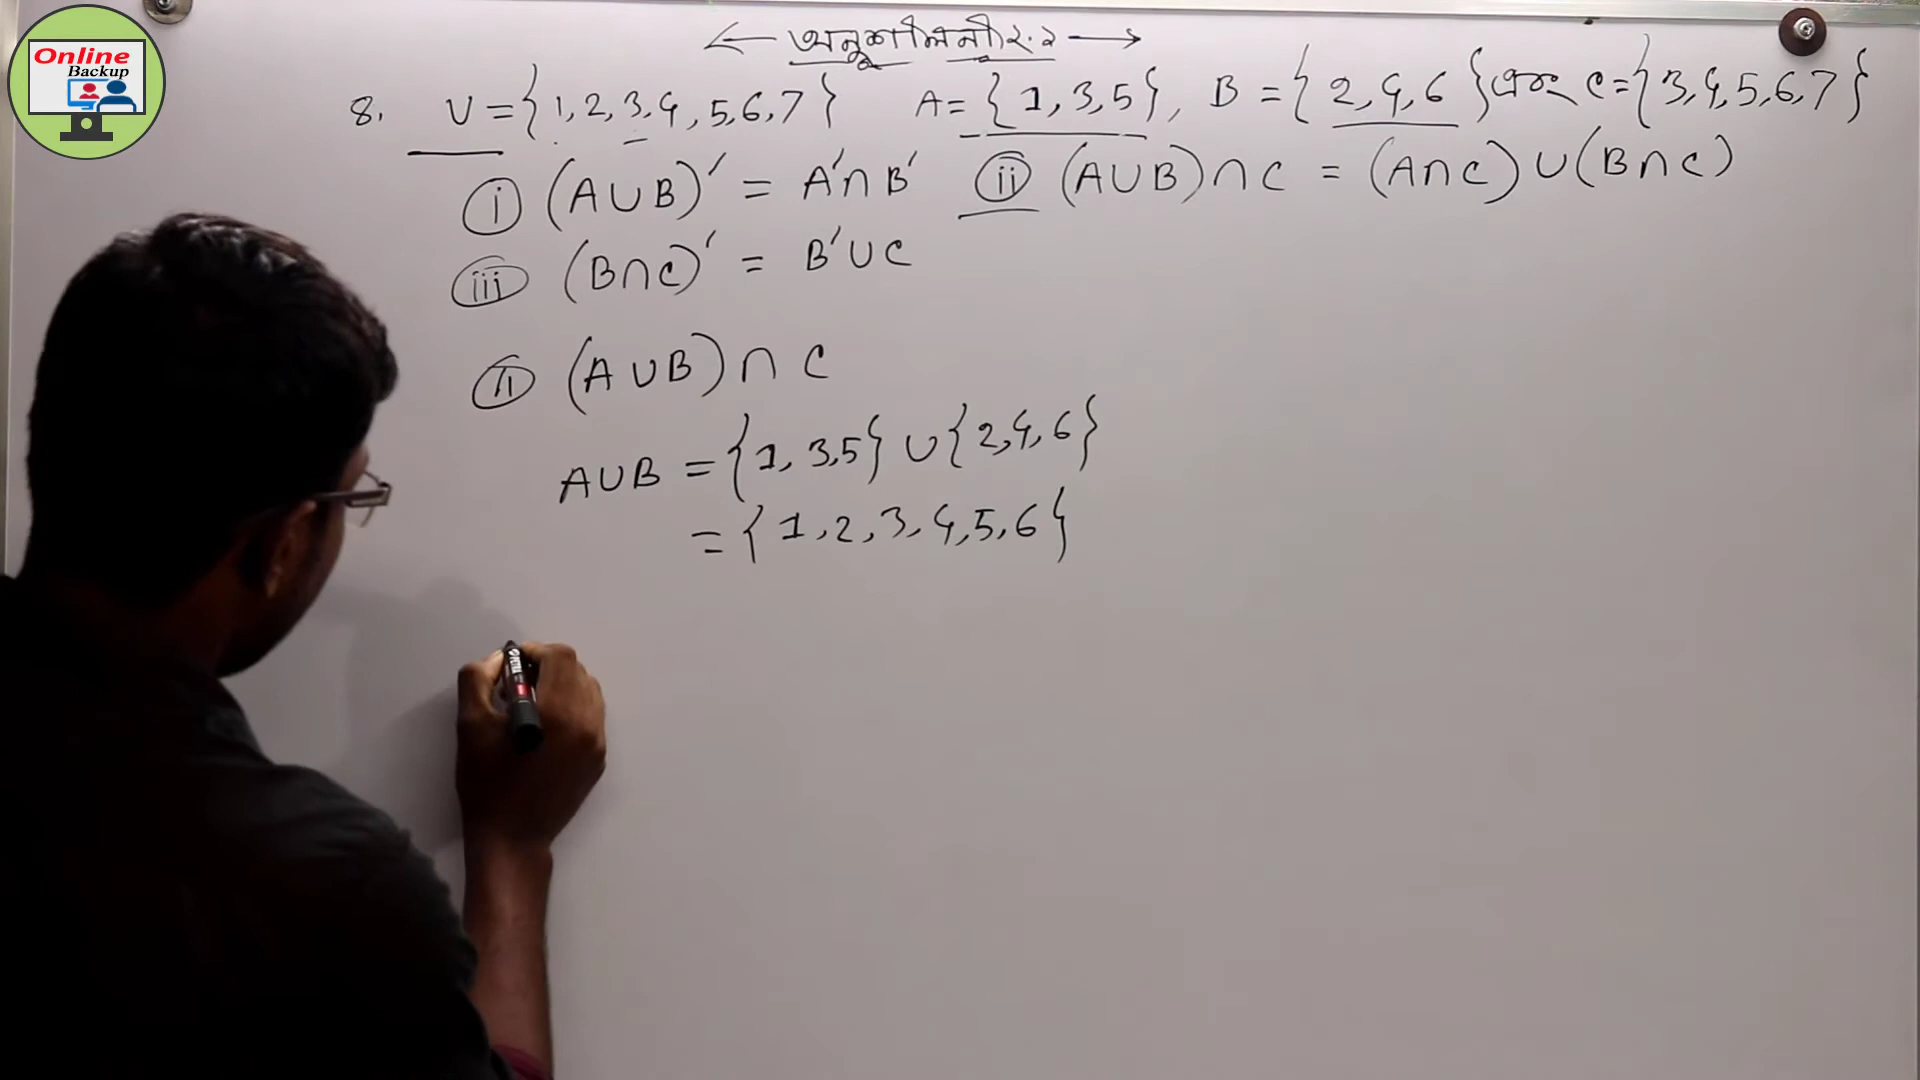 Online
Backup
← অনুশীলনী ২.২ →
8. U = {1,2,3,4,5,6,7} A = {1,3,5}, B = {2,4,6} এবং C = {3,4,5,6,7}
(i) (A∪B)′ = A′∩B′ (ii) (A∪B)∩C = (A∩C)∪(B∩C)
(iii) (B∩C)′ = B′∪C
(ii) (A∪B)∩C
A∪B = {1,3,5}∪{2,4,6}
= {1,2,3,4,5,6}